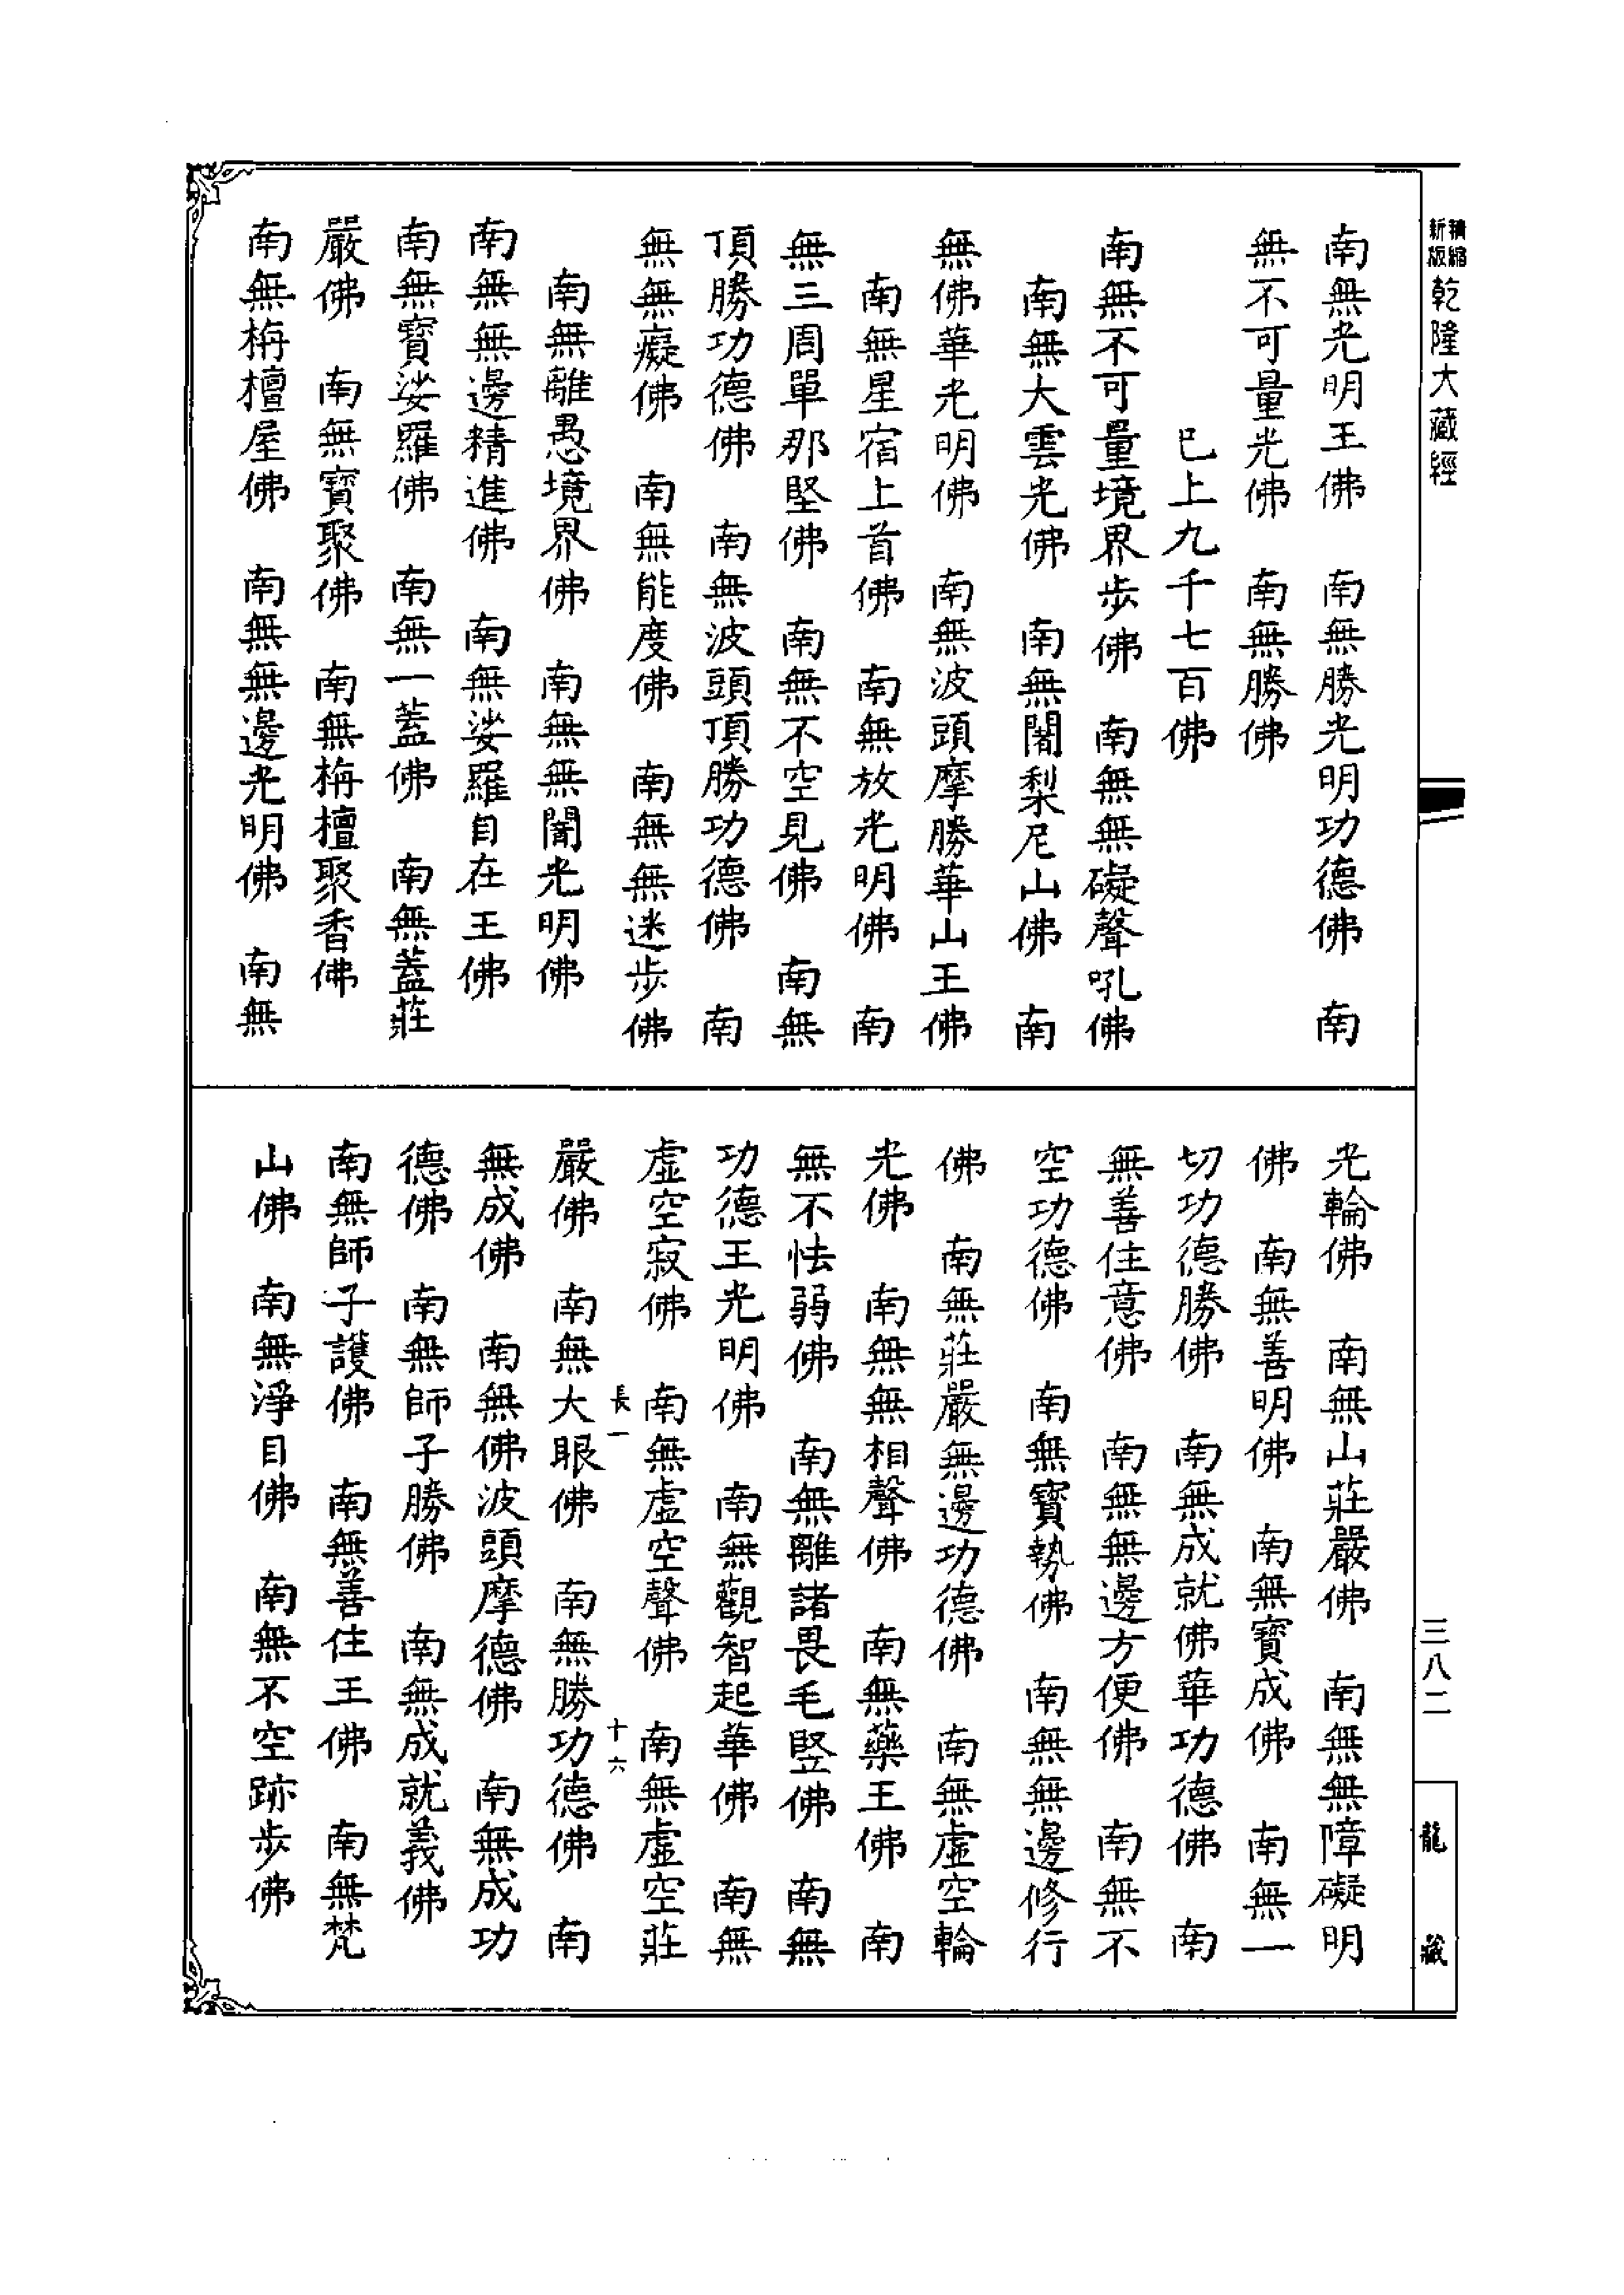 精縮
新版
乾隆大藏經
南無光明王佛　南無勝光明功德佛　南
無不可量光佛　南無勝佛
已上九千七百佛
南無不可量境界步佛　南無無礙聲吼佛
南無大雲光佛　南無闍梨尼山佛　南
無佛華光明佛　南無波頭摩勝華山王佛
南無星宿上首佛　南無放光明佛　南
無三周單那堅佛　南無不空見佛　南無
頂勝功德佛　南無波頭頂勝功德佛　南
無無癡佛　南無能度佛　南無無迷步佛
南無離愚境界佛　南無無闇光明佛
南無無邊精進佛　南無娑羅自在王佛
南無寶娑羅佛　南無一蓋佛　南無蓋莊
嚴佛　南無寶聚佛　南無栴檀聚香佛
南無栴檀屋佛　南無無邊光明佛　南無
光輪佛　南無山莊嚴佛　南無無障礙明
佛　南無善明佛　南無寶成佛　南無一
切功德勝佛　南無成就佛華功德佛　南
無善住意佛　南無無邊方便佛　南無不
空功德佛　南無寶勢佛　南無無邊修行
佛　南無莊嚴無邊功德佛　南無虛空輪
光佛　南無無相聲佛　南無藥王佛　南
無不怯弱佛　南無離諸畏毛豎佛　南無
功德王光明佛　南無觀智起華佛　南無
虛空寂佛　南無虛空聲佛　南無虛空莊
長一　十六
嚴佛　南無大眼佛　南無勝功德佛　南
無成佛　南無佛波頭摩德佛　南無成功
德佛　南無師子勝佛　南無成就義佛
南無師子護佛　南無善住王佛　南無梵
山佛　南無淨目佛　南無不空跡步佛
三八二
龍藏